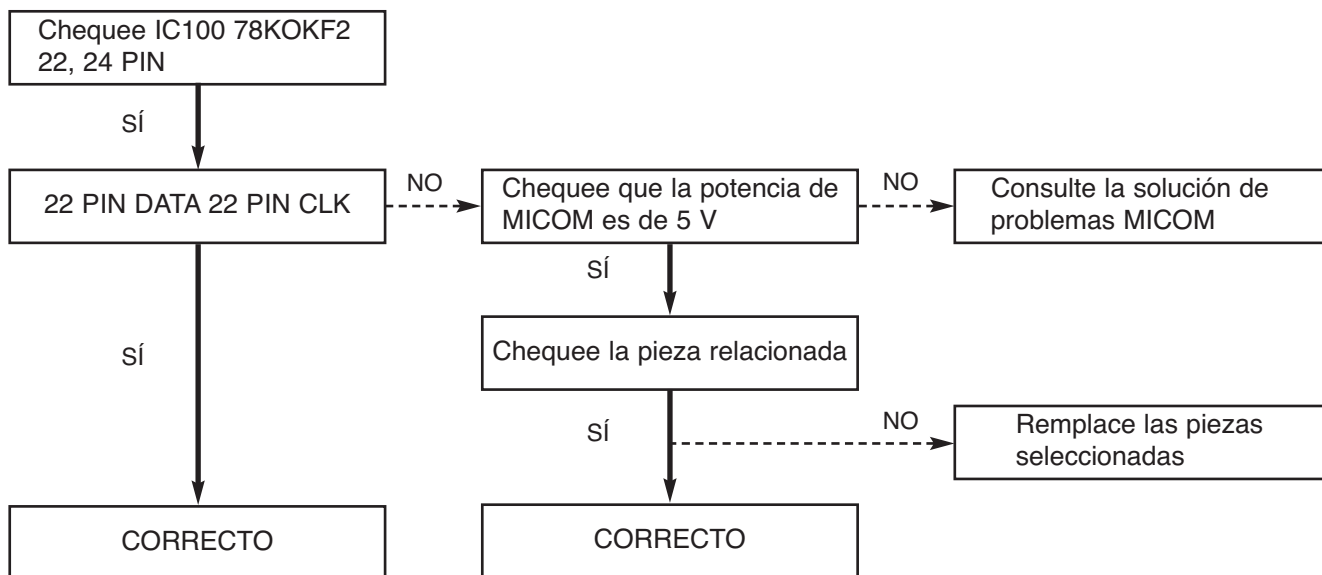 Chequee IC100 78KOKF2
22, 24 PIN
SÍ
22 PIN DATA 22 PIN CLK
NO
Chequee que la potencia de
MICOM es de 5 V
NO
Consulte la solución de
problemas MICOM
SÍ
SÍ
Chequee la pieza relacionada
SÍ
NO
Remplace las piezas
seleccionadas
CORRECTO
CORRECTO